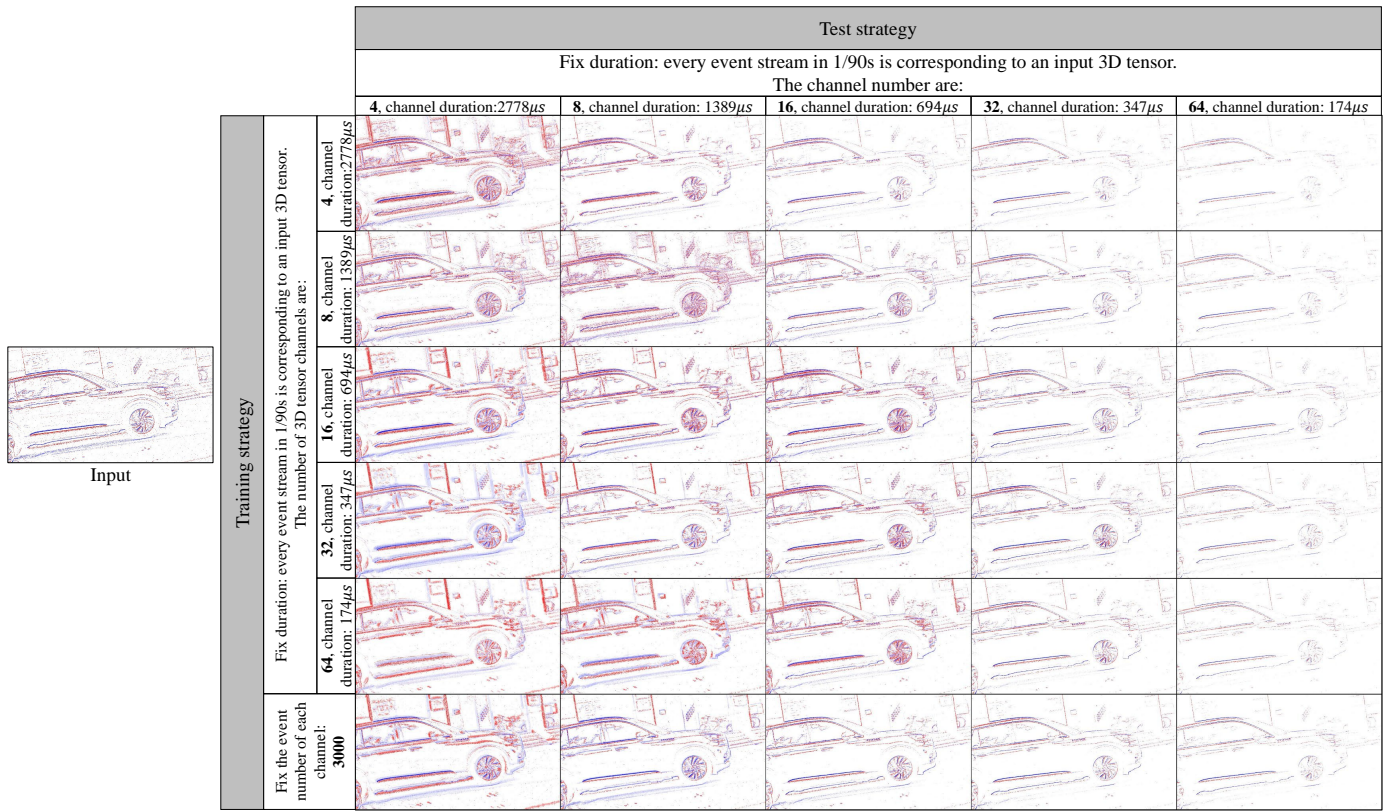 Test strategy
Fix duration: every event stream in 1/90s is corresponding to an input 3D tensor.
The channel number are:
4, channel duration:2778μs
8, channel duration: 1389μs
16, channel duration: 694μs
32, channel duration: 347μs
64, channel duration: 174μs
Input
Training strategy
Fix duration: every event stream in 1/90s is corresponding to an input 3D tensor.
The number of 3D tensor channels are:
4, channel
duration:2778μs
8, channel
duration: 1389μs
16, channel
duration: 694μs
32, channel
duration: 347μs
64, channel
duration: 174μs
Fix the event
number of each
channel:
3000